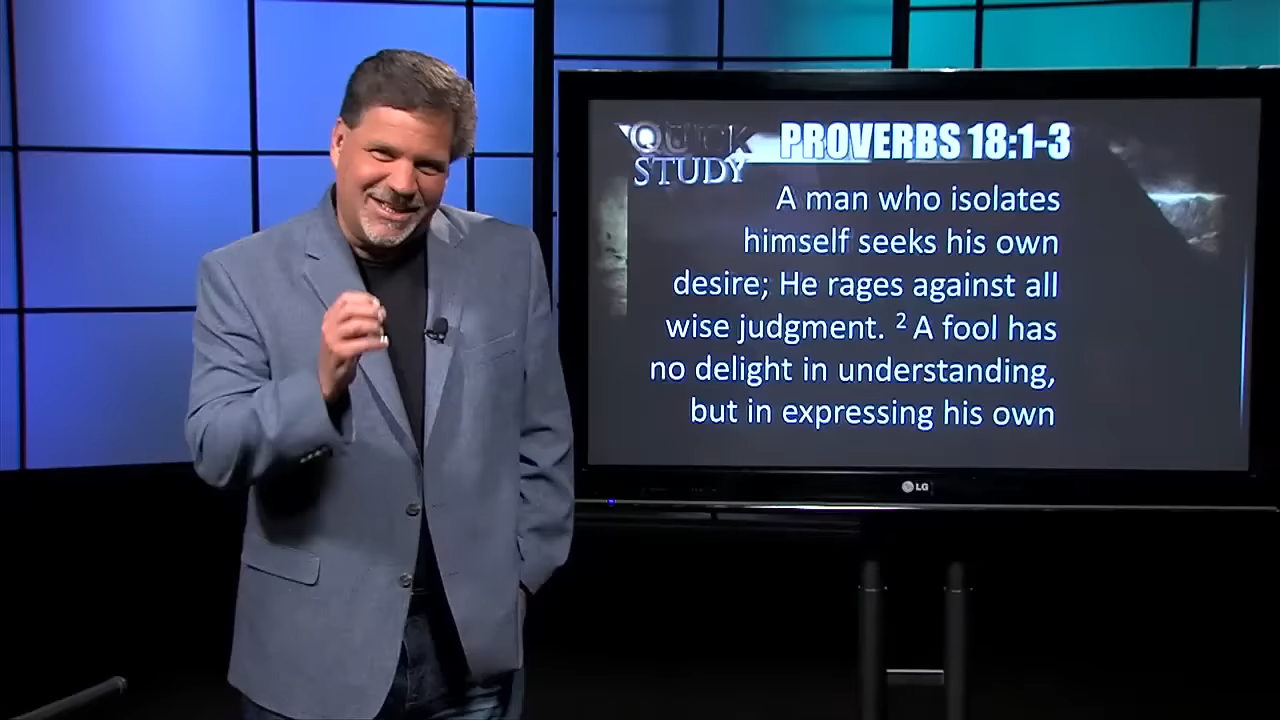 QUICK
STUDY
PROVERBS 18:1-3
A man who isolates
himself seeks his own
desire; He rages against all
wise judgment. ² A fool has
no delight in understanding,
but in expressing his own
LG